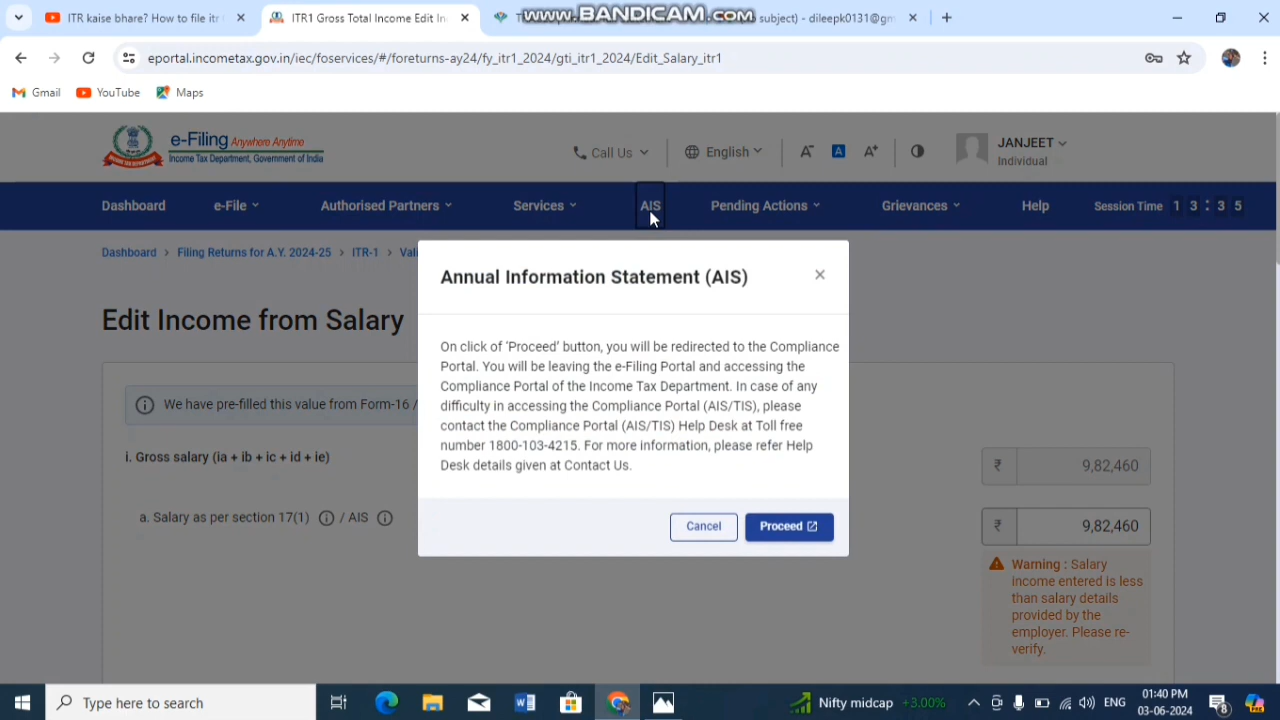 ITR kaise bhare? How to file itr
ITR1 Gross Total Income Edit In
www.BANDICAM.com
subject) - dileepk0131@gm
eportal.incometax.gov.in/iec/foservices/#/foreturns-ay24/fy_itr1_2024/gti_itr1_2024/Edit_Salary_itr1
Gmail YouTube Maps
e-Filing Anywhere Anytime
Income Tax Department, Government of India
Call Us English A- A A+ JANJEET
Individual
Dashboard e-File Authorised Partners Services AIS Pending Actions Grievances Help Session Time 13:35
Dashboard > Filing Returns for A.Y. 2024-25 > ITR-1 > Vali
Annual Information Statement (AIS)
Edit Income from Salary
On click of 'Proceed' button, you will be redirected to the Compliance
Portal. You will be leaving the e-Filing Portal and accessing the
Compliance Portal of the Income Tax Department. In case of any
difficulty in accessing the Compliance Portal (AIS/TIS), please
contact the Compliance Portal (AIS/TIS) Help Desk at Toll free
number 1800-103-4215. For more information, please refer Help
Desk details given at Contact Us.
Cancel Proceed
We have pre-filled this value from Form-16 /
i. Gross salary (ia + ib + ic + id + ie) ₹ 9,82,460
a. Salary as per section 17(1) / AIS ₹ 9,82,460
Warning : Salary
income entered is less
than salary details
provided by the
employer. Please re-
verify.
Type here to search Nifty midcap +3.00% ENG 01:40 PM
03-06-2024 8